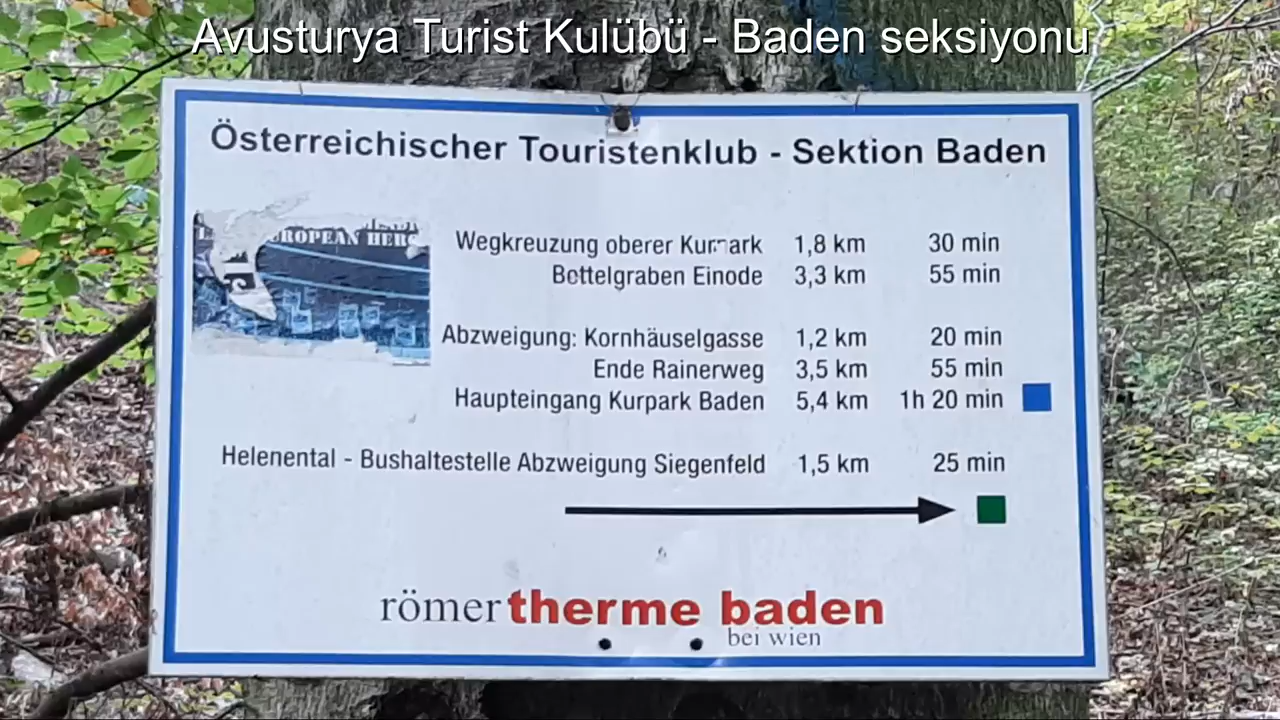 Avusturya Turist Kulübü - Baden seksiyonu
Österreichischer Touristenklub - Sektion Baden
Wegkreuzung oberer Kurpark 1,8 km 30 min
Bettelgraben Einöde 3,3 km 55 min
Abzweigung: Kornhäuselgasse 1,2 km 20 min
Ende Rainerweg 3,5 km 55 min
Haupteingang Kurpark Baden 5,4 km 1h 20 min
Helenental - Bushaltestelle Abzweigung Siegenfeld 1,5 km 25 min
römertherme baden
bei wien